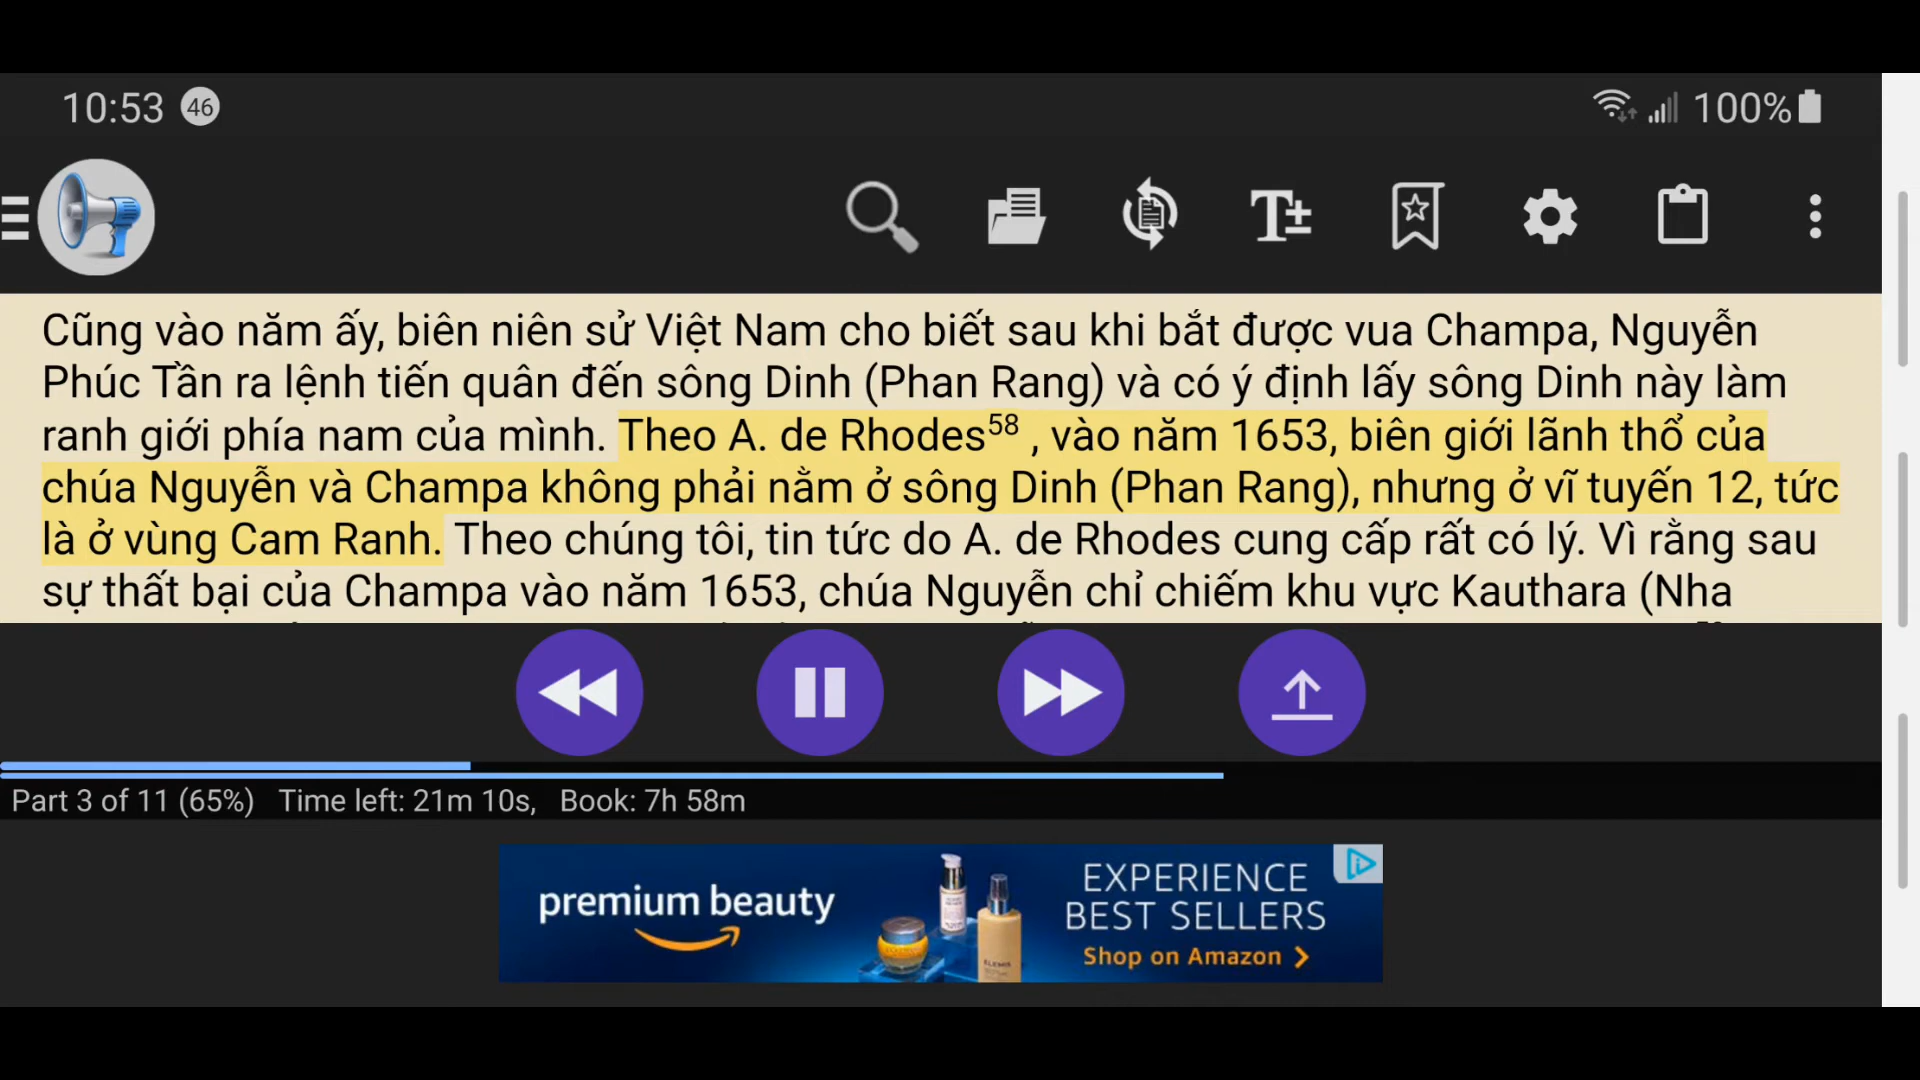 10:53 46 100%
Cũng vào năm ấy, biên niên sử Việt Nam cho biết sau khi bắt được vua Champa, Nguyễn
Phúc Tần ra lệnh tiến quân đến sông Dinh (Phan Rang) và có ý định lấy sông Dinh này làm
ranh giới phía nam của mình. Theo A. de Rhodes58 , vào năm 1653, biên giới lãnh thổ của
chúa Nguyễn và Champa không phải nằm ở sông Dinh (Phan Rang), nhưng ở vĩ tuyến 12, tức
là ở vùng Cam Ranh. Theo chúng tôi, tin tức do A. de Rhodes cung cấp rất có lý. Vì rằng sau
sự thất bại của Champa vào năm 1653, chúa Nguyễn chỉ chiếm khu vực Kauthara (Nha
Part 3 of 11 (65%) Time left: 21m 10s, Book: 7h 58m
premium beauty
EXPERIENCE
BEST SELLERS
Shop on Amazon
ELEMIS